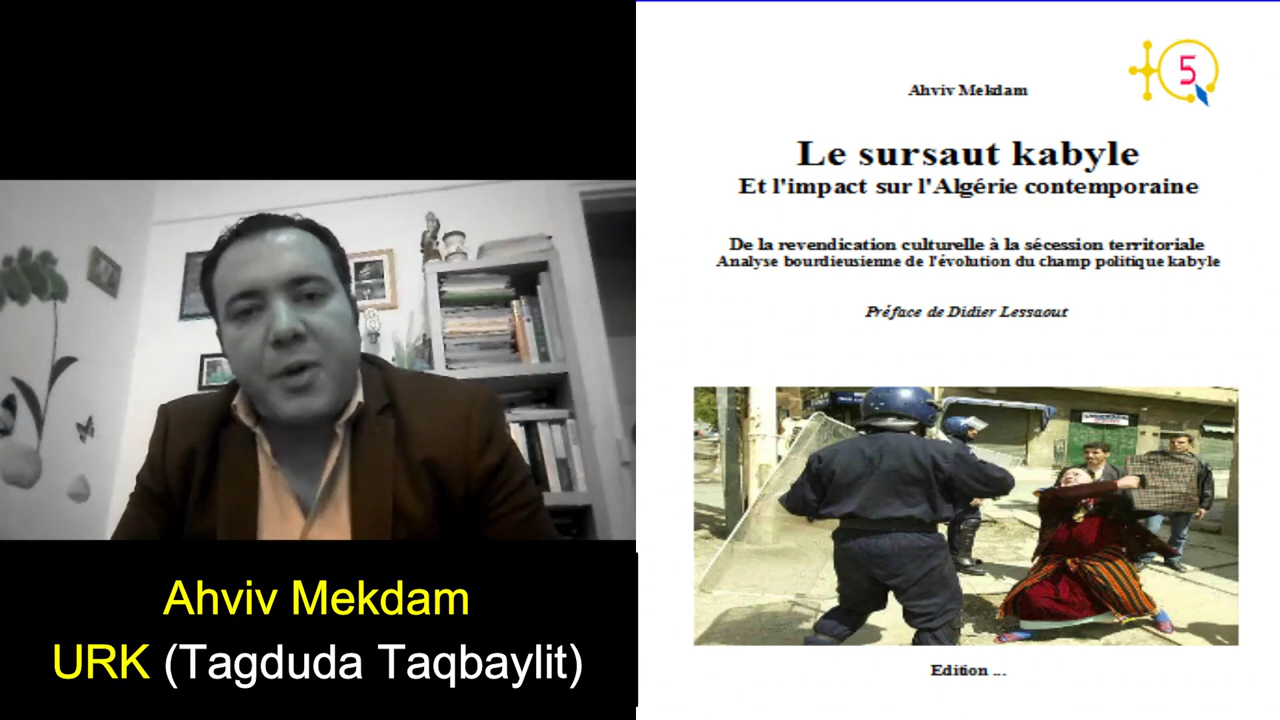 Ahviv Mekdam
URK (Tagduda Taqbaylit)
5
Ahviv Mekdam
Le sursaut kabyle
Et l'impact sur l'Algérie contemporaine
De la revendication culturelle à la sécession territoriale
Analyse bourdieusienne de l'évolution du champ politique kabyle
Préface de Didier Lessaout
Edition ...